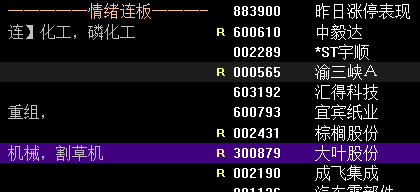 ——————情绪连板—————— 883900 昨日涨停表现
连】化工，磷化工 R 600610 中毅达
002289 *ST宇顺
R 000565 渝三峡A
603192 汇得科技
重组， 600793 宜宾纸业
R 002431 棕榈股份
机械，割草机 R 300879 大叶股份
R 002190 成飞集成